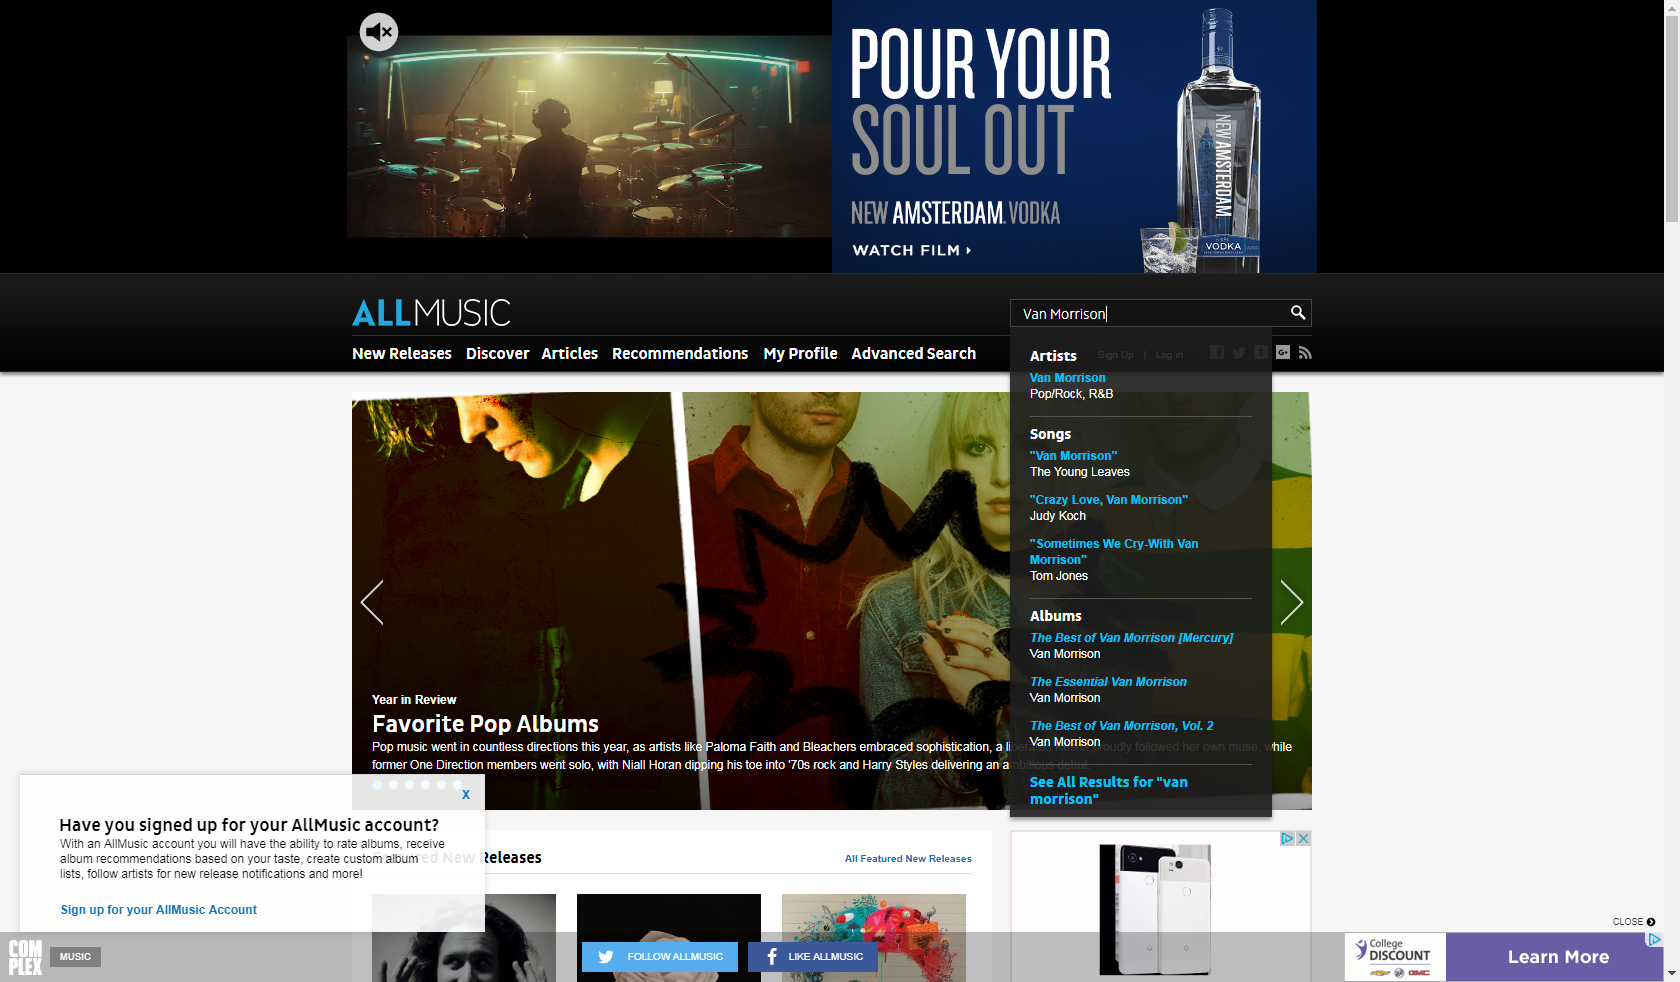 POUR YOUR
SOUL OUT
NEW AMSTERDAM VODKA
WATCH FILM
NEW AMSTERDAM
VODKA
ALLMUSIC
Van Morrison
New Releases Discover Articles Recommendations My Profile Advanced Search
Sign Up | Log in
Artists
Van Morrison
Pop/Rock, R&B
Songs
"Van Morrison"
The Young Leaves
"Crazy Love, Van Morrison"
Judy Koch
"Sometimes We Cry-With Van
Morrison"
Tom Jones
Albums
The Best of Van Morrison [Mercury]
Van Morrison
The Essential Van Morrison
Van Morrison
The Best of Van Morrison, Vol. 2
Van Morrison
See All Results for "van
morrison"
Year in Review
Favorite Pop Albums
Pop music went in countless directions this year, as artists like Paloma Faith and Bleachers embraced sophistication, a proudly followed her own muse, while
former One Direction members went solo, with Niall Horan dipping his toe into '70s rock and Harry Styles delivering an ambitious debut.
X
Have you signed up for your AllMusic account?
With an AllMusic account you will have the ability to rate albums, receive
album recommendations based on your taste, create custom album
lists, follow artists for new release notifications and more!
Sign up for your AllMusic Account
Featured New Releases
All Featured New Releases
CLOSE
COM
PLEX
MUSIC
FOLLOW ALLMUSIC
LIKE ALLMUSIC
College
DISCOUNT
GMC
Learn More